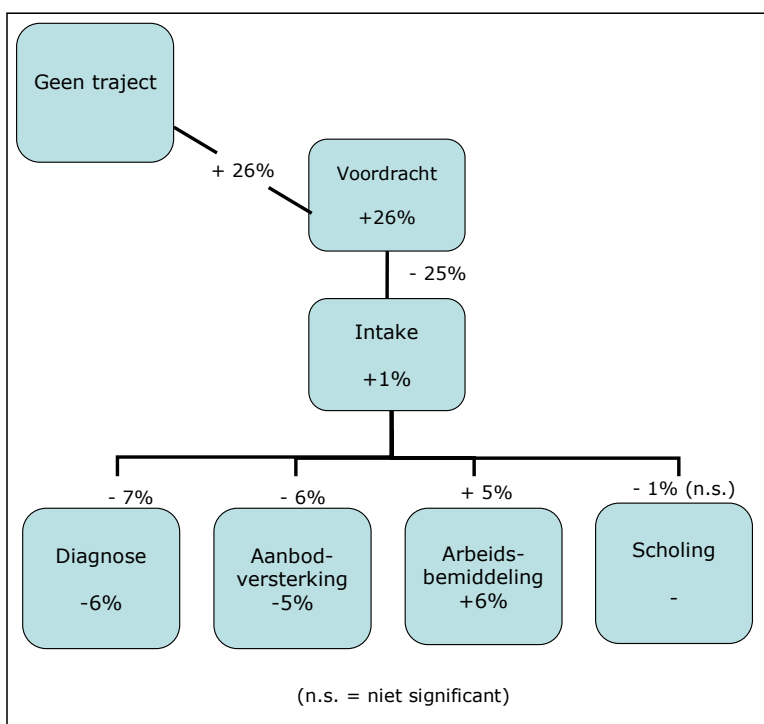 Geen traject
+ 26%
Voordracht
+26%
- 25%
Intake
+1%
- 7%
- 6%
+ 5%
- 1% (n.s.)
Diagnose
-6%
Aanbod-
versterking
-5%
Arbeids-
bemiddeling
+6%
Scholing
-
(n.s. = niet significant)